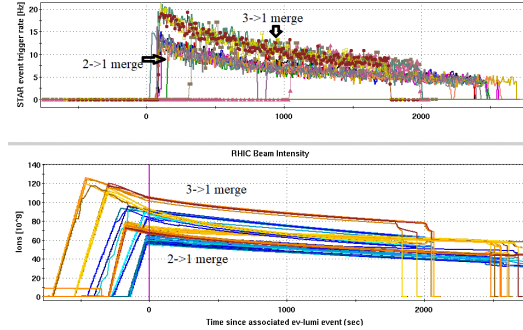 STAR event trigger rate [Hz]
20
15
10
5
0
3->1 merge
2->1 merge
0
1000
2000
RHIC Beam Intensity
Ions [10^8]
140
120
100
80
60
40
20
0
3->1 merge
2->1 merge
0
1000
2000
Time since associated ev-lumi event (sec)